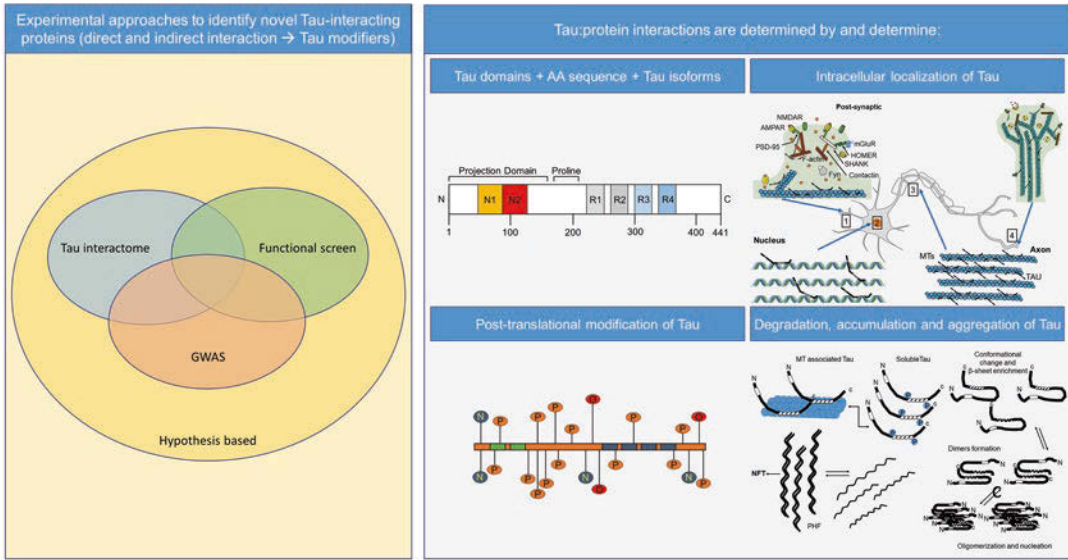 Experimental approaches to identify novel Tau-interacting
proteins (direct and indirect interaction → Tau modifiers)
Tau interactome
Functional screen
GWAS
Hypothesis based
Tau:protein interactions are determined by and determine:
Tau domains + AA sequence + Tau isoforms
Projection Domain
Proline
N
N1
N2
R1
R2
R3
R4
C
1
100
200
300
400
441
Intracellular localization of Tau
Post-synaptic
NMDAR
AMPAR
PSD-95
F-actin
mGluR
HOMER
SHANK
Fyn
Contactin
1
2
3
4
Nucleus
Axon
MTs
TAU
Post-translational modification of Tau
N
P
P
P
P
P
O
P
P
P
O
N
P
P
P
P
P
N
O
P
P
N
Degradation, accumulation and aggregation of Tau
MT associated Tau
Soluble Tau
Conformational
change and
β-sheet enrichment
Dimers formation
NFT
PHF
Oligomerization and nucleation